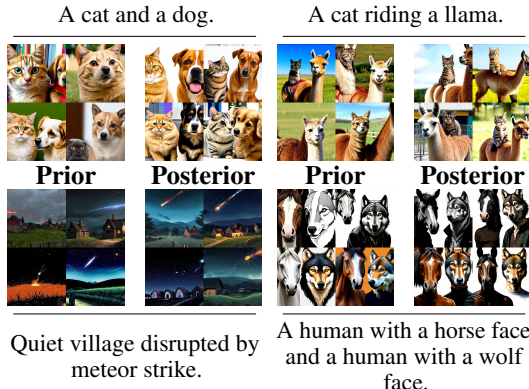 A cat and a dog.
A cat riding a llama.
Prior
Posterior
Prior
Posterior
Quiet village disrupted by
meteor strike.
A human with a horse face
and a human with a wolf
face.